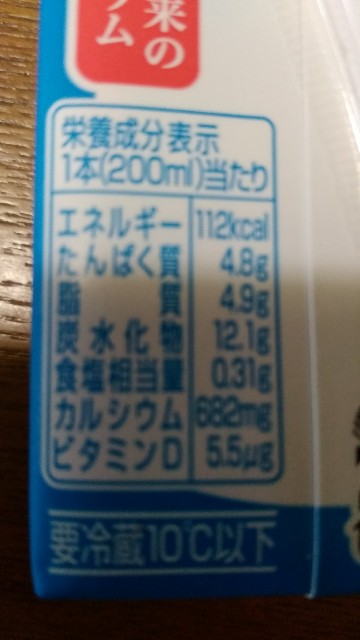 来の
ウム
栄養成分表示
1本(200ml)当たり
エネルギー 112kcal
たんぱく質 4.8g
脂質 4.9g
炭水化物 12.1g
食塩相当量 0.31g
カルシウム 682mg
ビタミンD 5.5μg
要冷蔵10℃以下